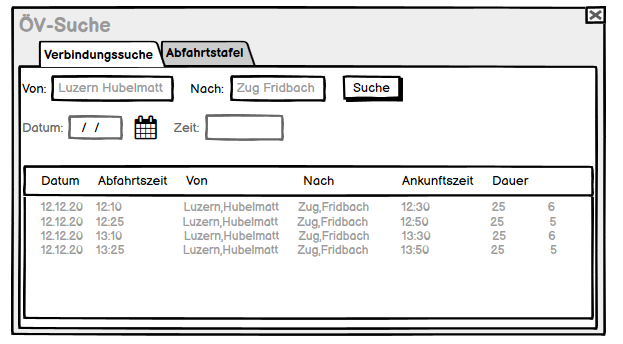 ÖV-Suche
Verbindungssuche Abfahrtstafel
Von: Luzern Hubelmatt Nach: Zug Fridbach Suche
Datum: / / Zeit:
Datum Abfahrtszeit Von Nach Ankunftszeit Dauer
12.12.20 12:10 Luzern,Hubelmatt Zug,Fridbach 12:30 25 6
12.12.20 12:25 Luzern,Hubelmatt Zug,Fridbach 12:50 25 5
12.12.20 13:10 Luzern,Hubelmatt Zug,Fridbach 13:30 25 6
12.12.20 13:25 Luzern,Hubelmatt Zug,Fridbach 13:50 25 5